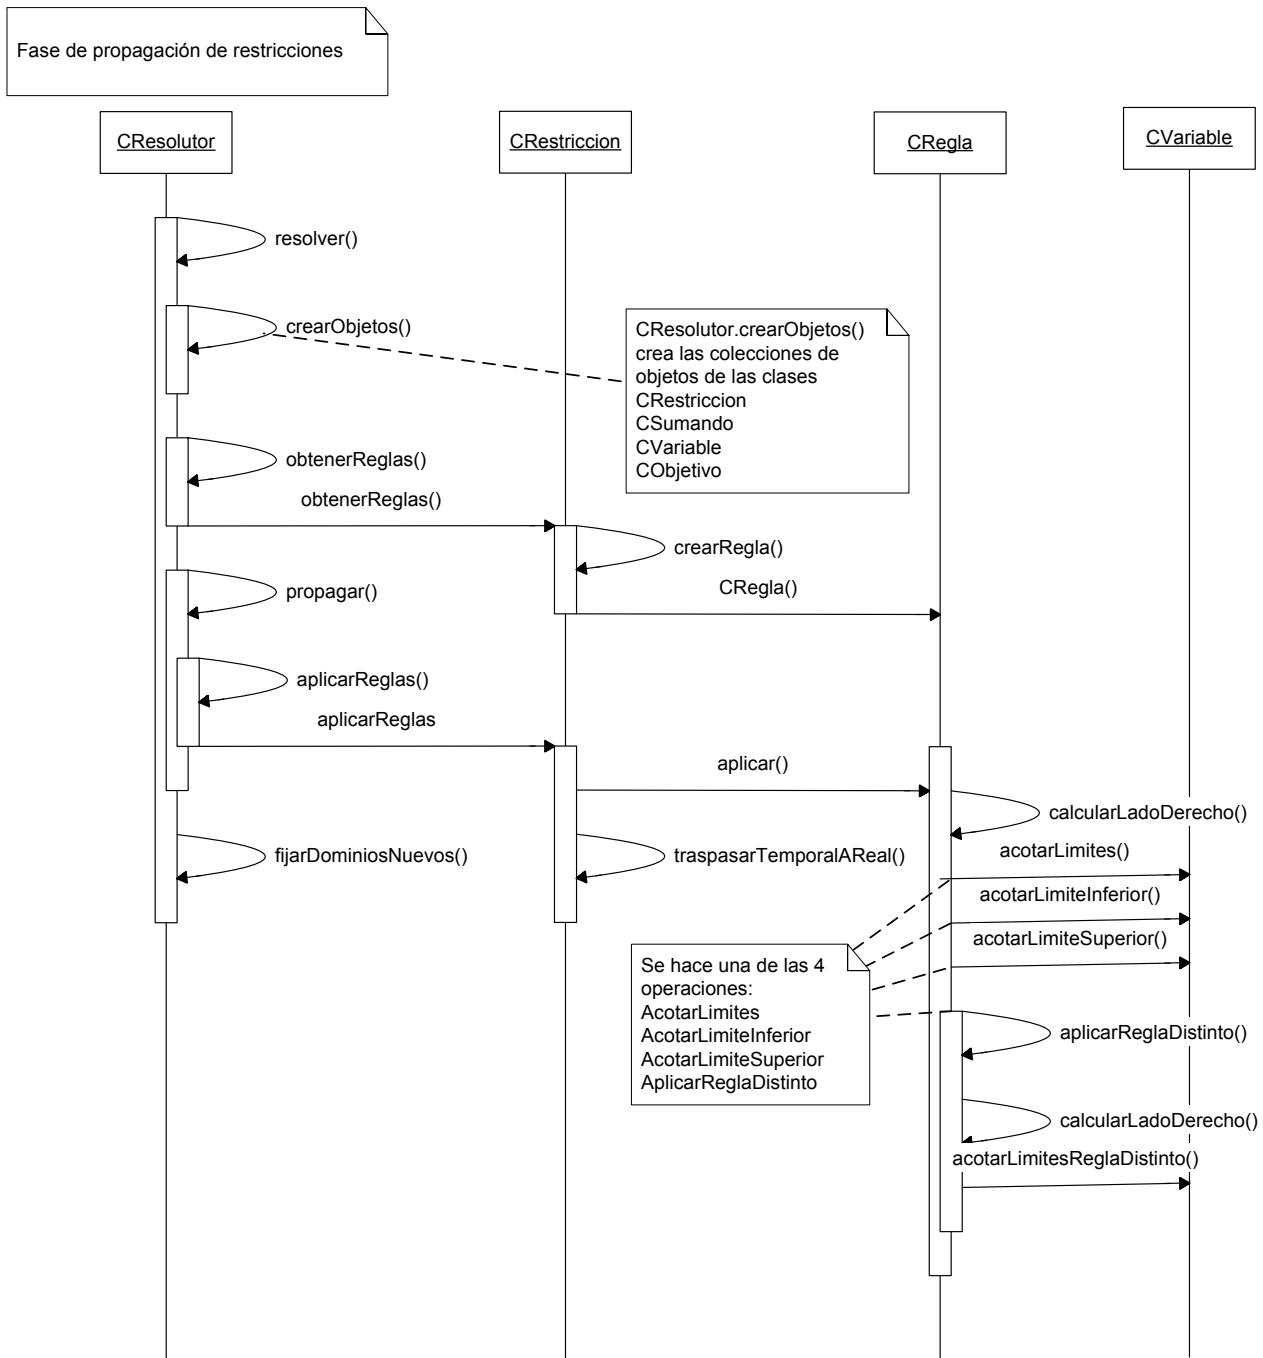 Fase de propagación de restricciones
CResolutor
CRestriccion
CRegla
CVariable
resolver()
crearObjetos()
CResolutor.crearObjetos()
crea las colecciones de
objetos de las clases
CRestriccion
CSumando
CVariable
CObjetivo
obtenerReglas()
obtenerReglas()
crearRegla()
propagar()
CRegla()
aplicarReglas()
aplicarReglas
aplicar()
calcularLadoDerecho()
fijarDominiosNuevos()
traspasarTemporalAReal()
acotarLimites()
acotarLimiteInferior()
acotarLimiteSuperior()
Se hace una de las 4
operaciones:
AcotarLimites
AcotarLimiteInferior
AcotarLimiteSuperior
AplicarReglaDistinto
aplicarReglaDistinto()
calcularLadoDerecho()
acotarLimitesReglaDistinto()